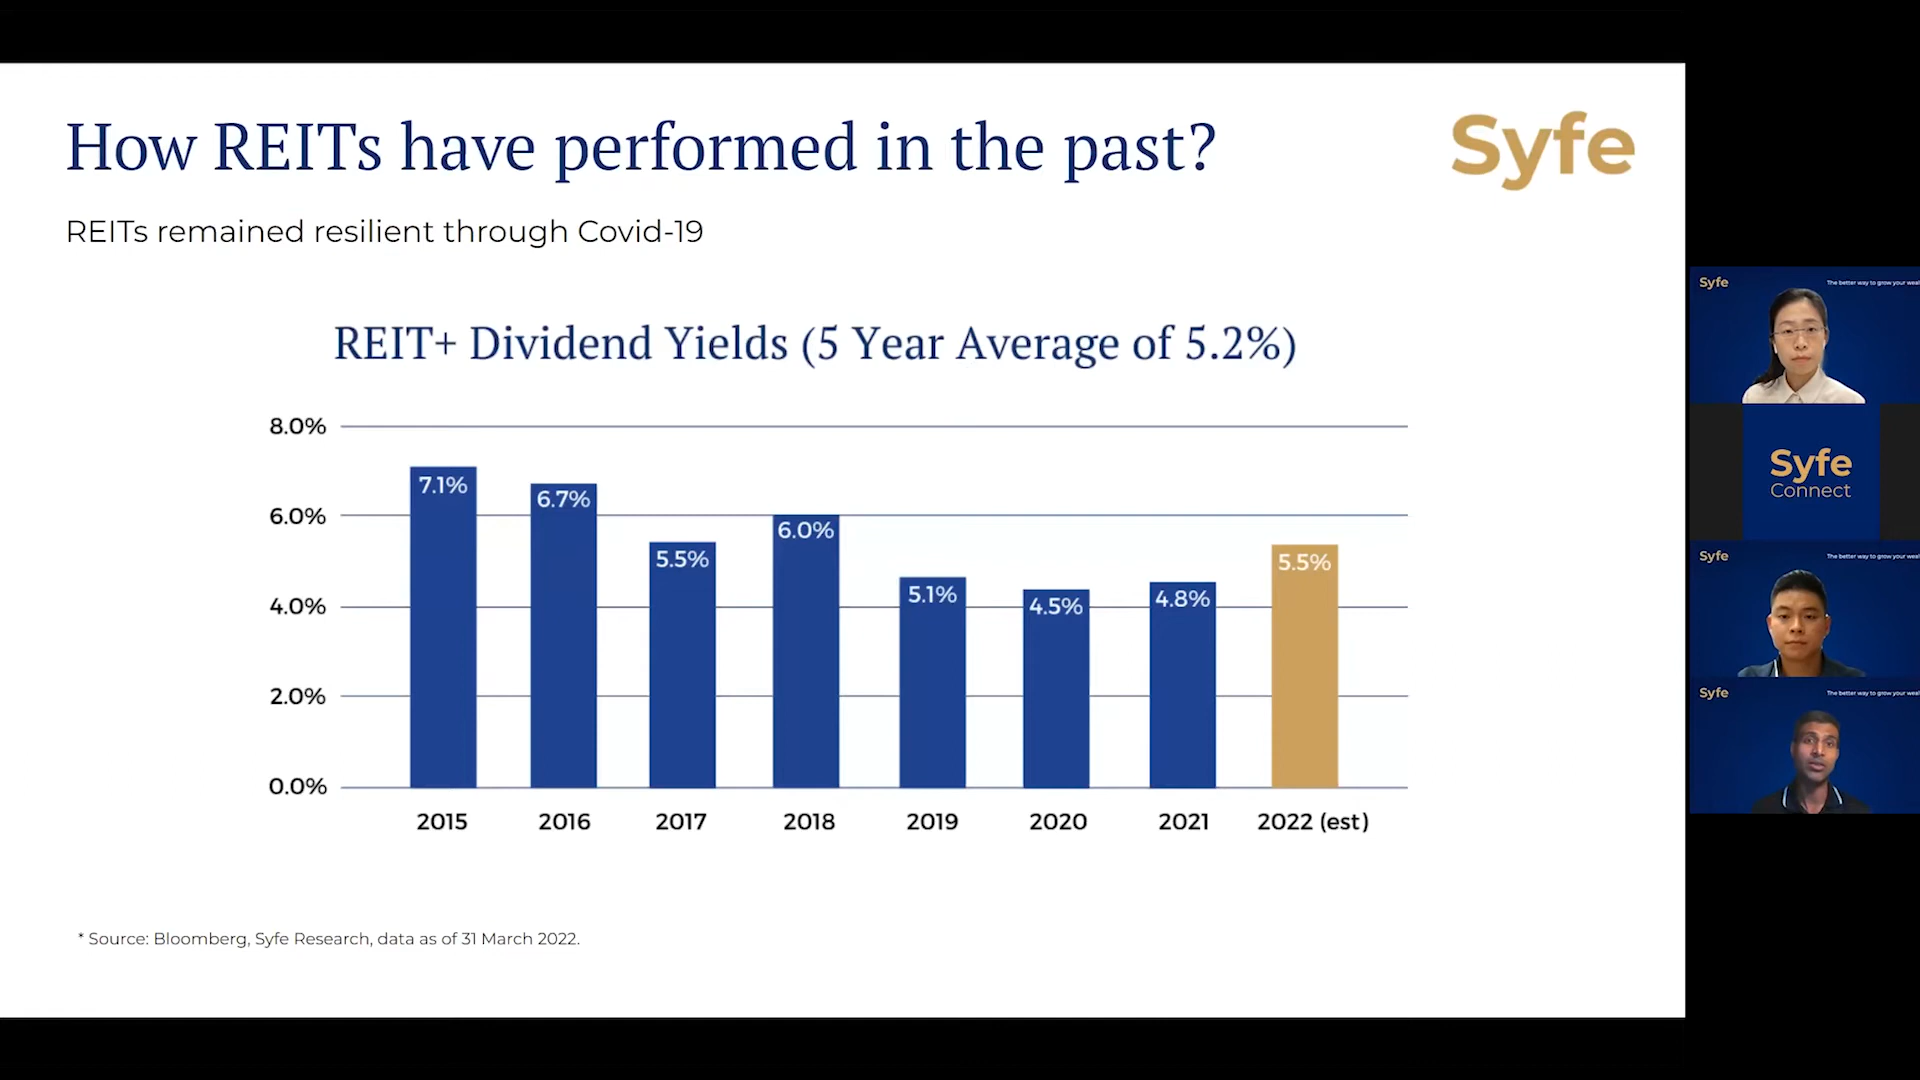 How REITs have performed in the past?
Syfe
REITs remained resilient through Covid-19
REIT+ Dividend Yields (5 Year Average of 5.2%)
8.0%
6.0%
4.0%
2.0%
0.0%
7.1%
6.7%
5.5%
6.0%
5.1%
4.5%
4.8%
5.5%
2015
2016
2017
2018
2019
2020
2021
2022 (est)
* Source: Bloomberg, Syfe Research, data as of 31 March 2022.
Syfe
The better way to grow your weal
Syfe
Connect
Syfe
The better way to grow your weal
Syfe
The better way to grow your weal